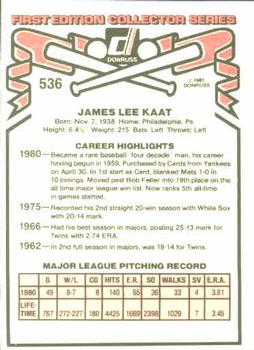 FIRST EDITION COLLECTOR SERIES
DONRUSS
© 1981
DONRUSS
536
JAMES LEE KAAT
Born: Nov. 7, 1938 Home: Philadelphia, Pa.
Height: 6.4½ Weight: 215 Bats: Left Throws: Left
CAREER HIGHLIGHTS
1980—Became a rare baseball "four decade" man, his career
having begun in 1959. Purchased by Cards from Yankees
on April 30. In 1st start as Card, blanked Mets 1-0 in
10 innings. Moved past Bob Feller into 19th place on the
all time major league win list. Now ranks 5th all-time
in games started.
1975—Recorded his 2nd straight 20-win season with White Sox
with 20-14 mark.
1966—Had his best season in majors, posting 25-13 mark for
Twins with 2.74 ERA.
1962—In 2nd full season in majors, was 18-14 for Twins.
MAJOR LEAGUE PITCHING RECORD
G W/L CG HITS E.R. SO WALKS SV E.R.A.
1980 49 8-7 6 140 36 33 4 3.81
LIFE-
TIME 787 272-227 180 4425 1669 2398 1029 7 3.45